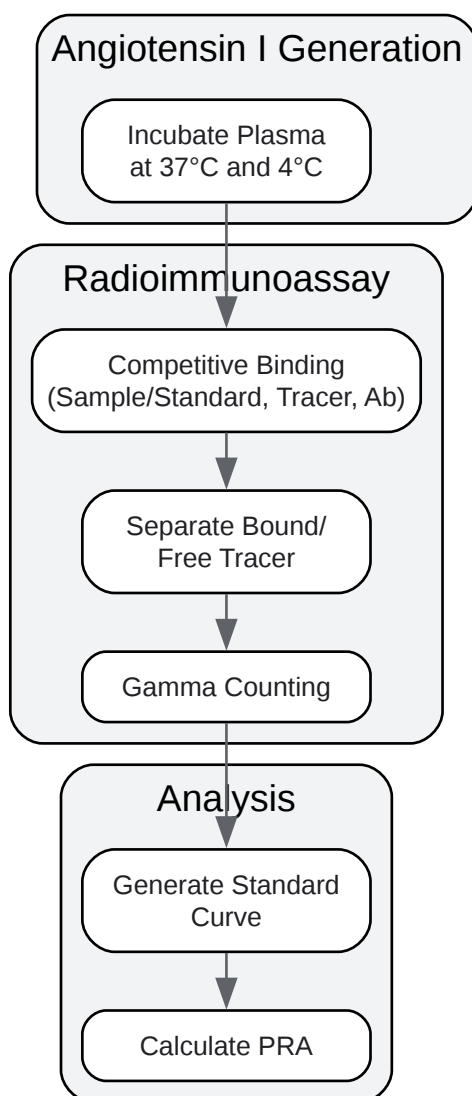 Angiotensin I Generation
Incubate Plasma
at 37°C and 4°C
Radioimmunoassay
Competitive Binding
(Sample/Standard, Tracer, Ab)
Separate Bound/
Free Tracer
Gamma Counting
Analysis
Generate Standard
Curve
Calculate PRA